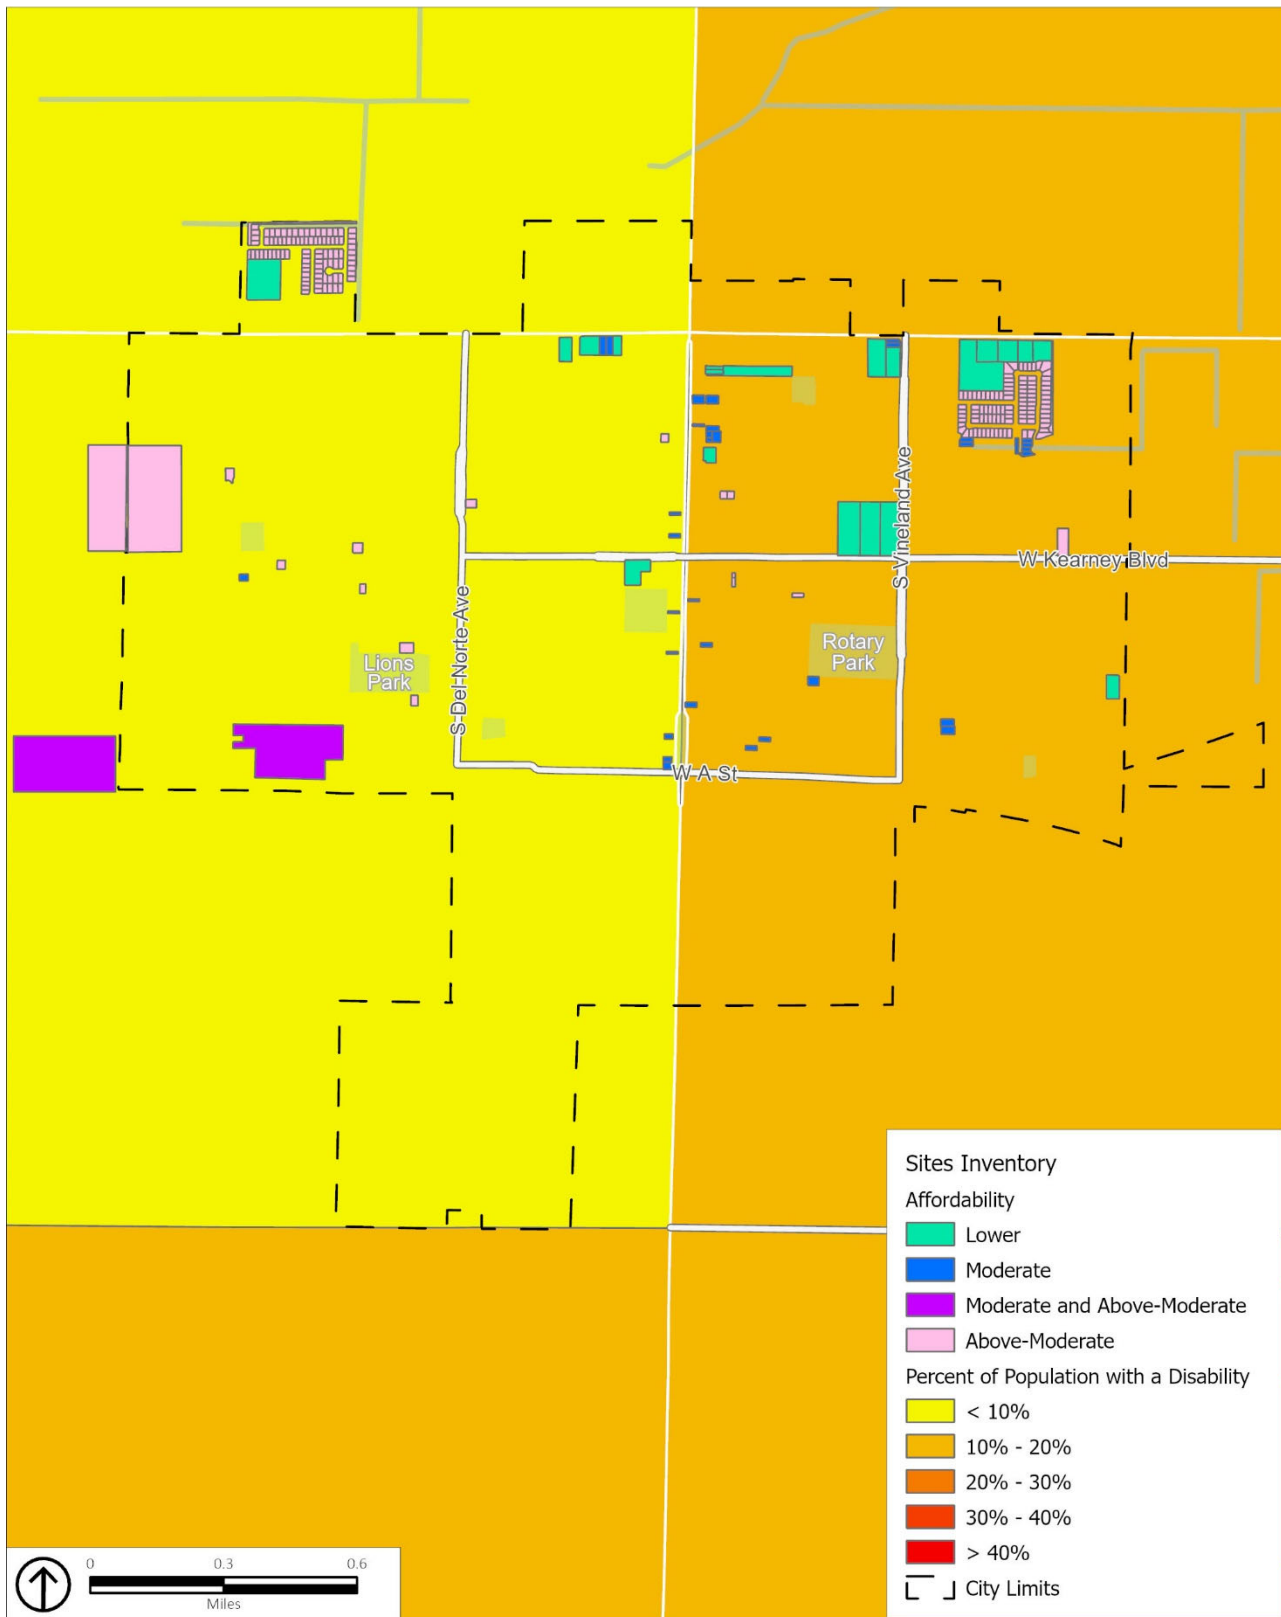 S Vineland Ave
W Kearney Blvd
S Del Norte Ave
Rotary
Park
Lions
Park
W A St
Sites Inventory
Affordability
Lower
Moderate
Moderate and Above-Moderate
Above-Moderate
Percent of Population with a Disability
< 10%
10% - 20%
20% - 30%
30% - 40%
> 40%
City Limits
0 0.3 0.6
Miles